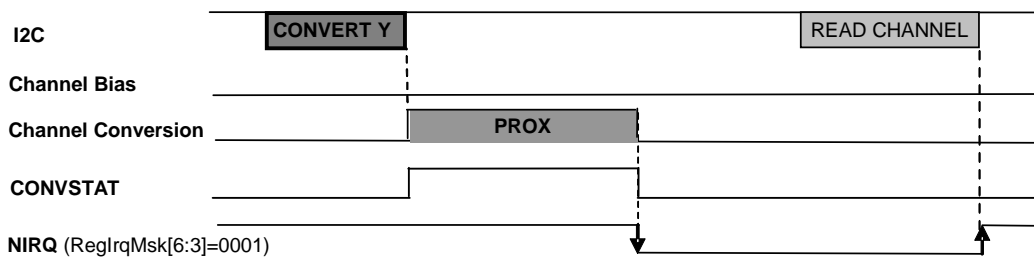 I2C
CONVERT Y
READ CHANNEL
Channel Bias
Channel Conversion
PROX
CONVSTAT
NIRQ (RegIrqMsk[6:3]=0001)